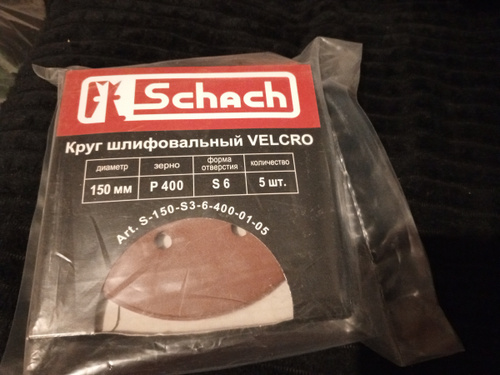 Schach
Круг шлифовальный VELCRO
диаметр зерно форма отверстия количество
150 мм P 400 S 6 5 шт.
Art. S-150-S3-6-400-01-05